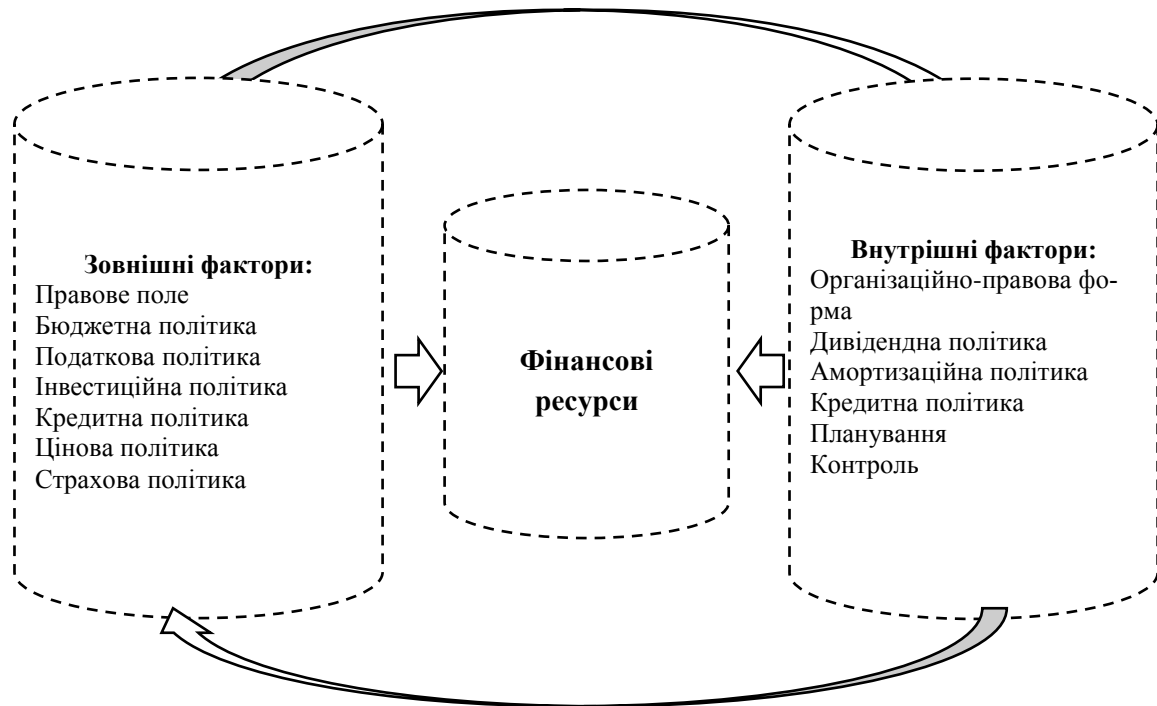 Зовнішні фактори:
Правове поле
Бюджетна політика
Податкова політика
Інвестиційна політика
Кредитна політика
Цінова політика
Страхова політика
Фінансові
ресурси
Внутрішні фактори:
Організаційно-правова фо-
рма
Дивідендна політика
Амортизаційна політика
Кредитна політика
Планування
Контроль